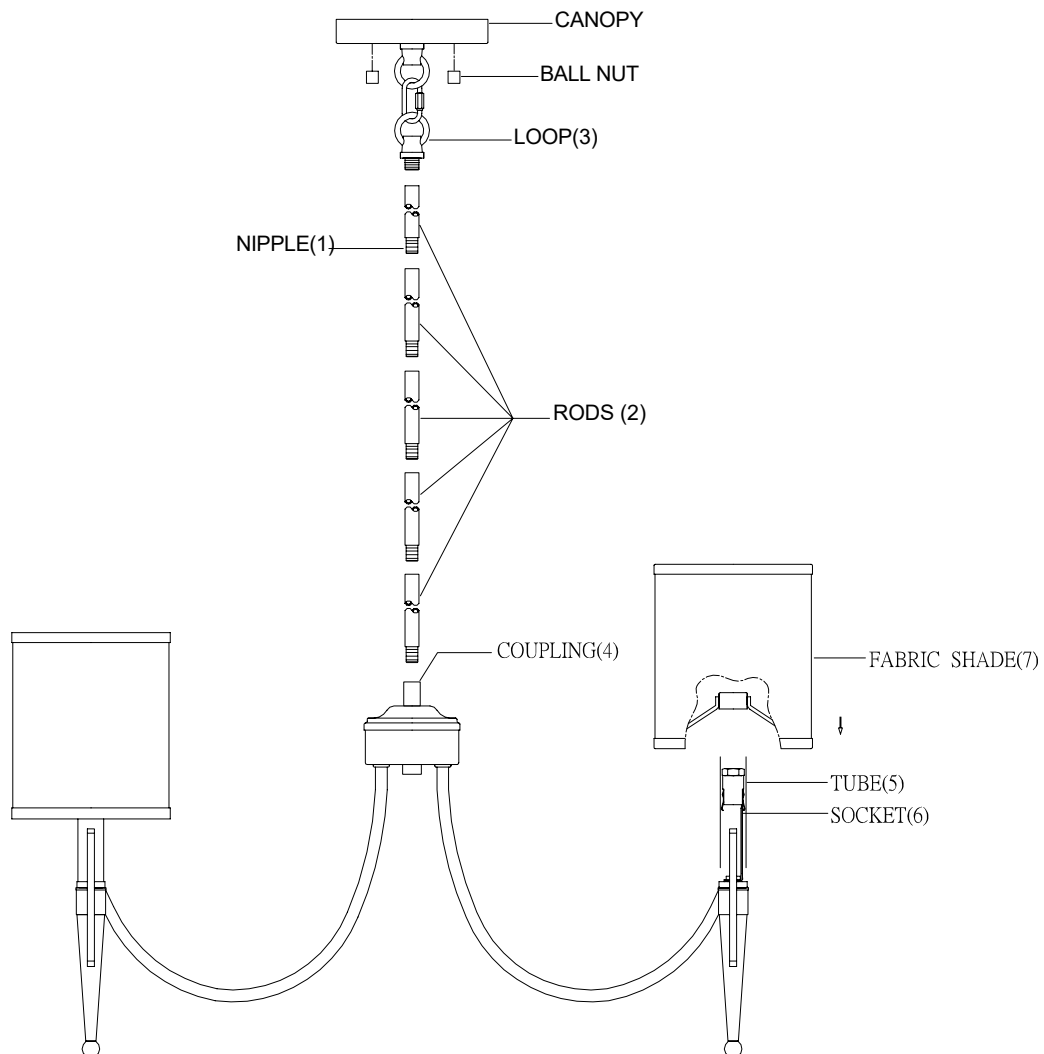 CANOPY
BALL NUT
LOOP(3)
NIPPLE(1)
RODS (2)
COUPLING(4)
FABRIC SHADE(7)
TUBE(5)
SOCKET(6)